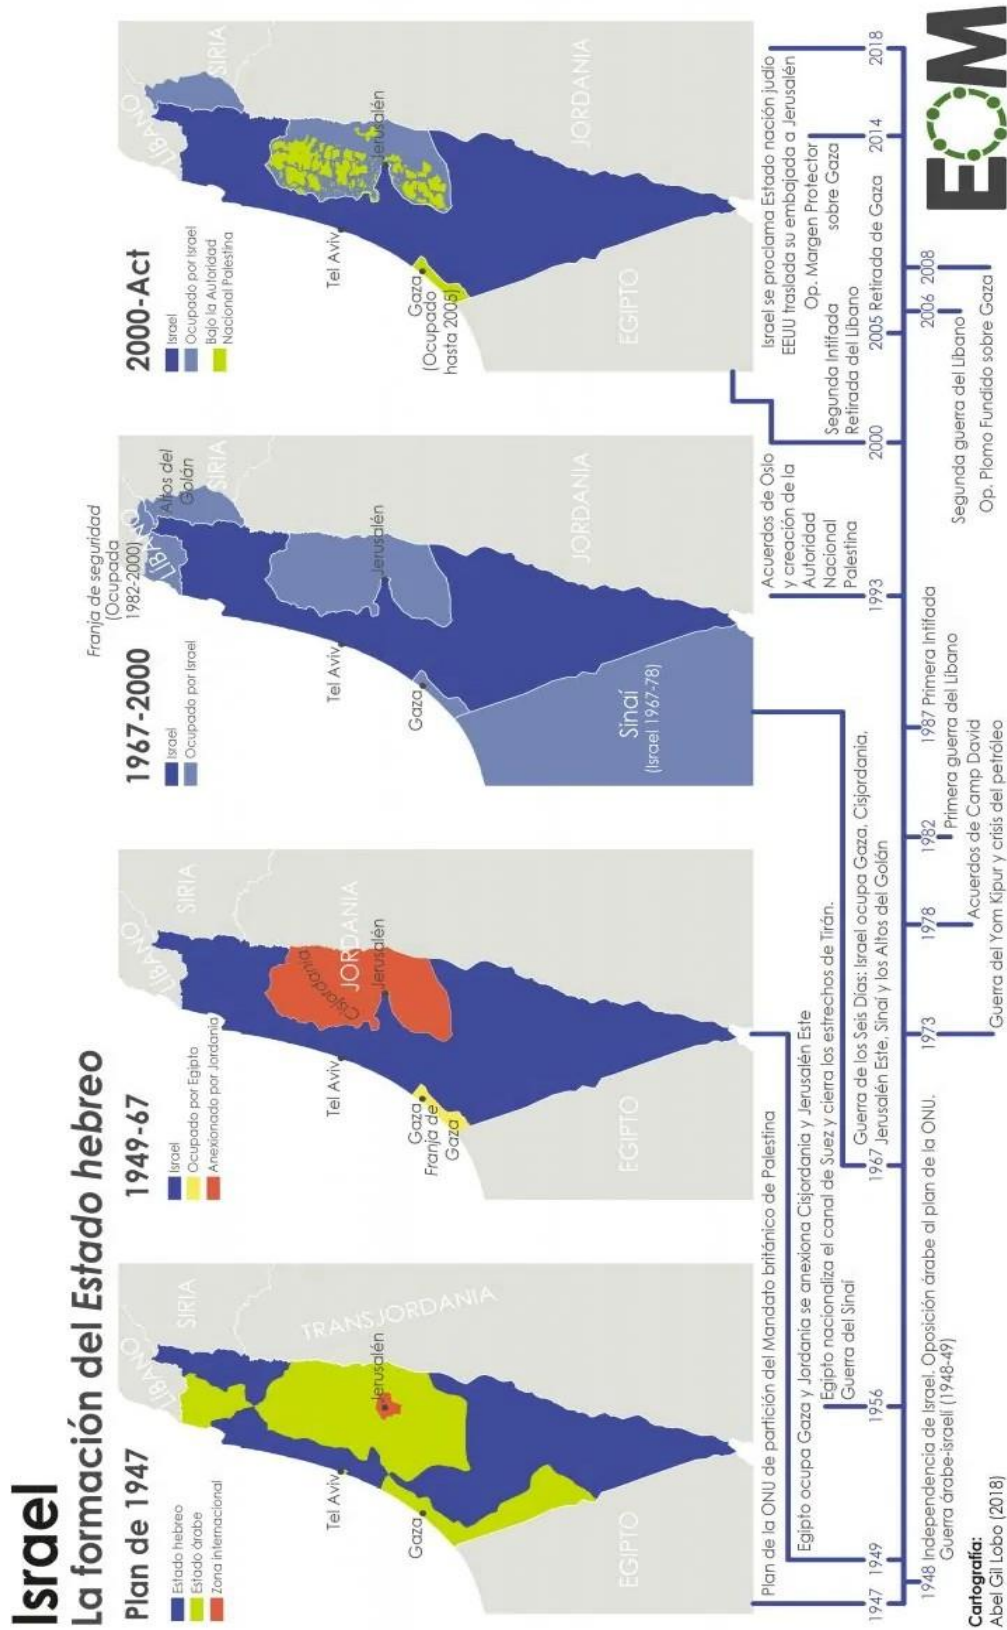 Israel
La formación del Estado hebreo
Plan de 1947
Estado hebreo
Estado árabe
Zona internacional
LÍBANO
SIRIA
TRANSJORDANIA
Tel Aviv
Jerusalén
Gaza
EGIPTO
1949-67
Israel
Ocupado por Egipto
Anexionado por Jordania
LÍBANO
SIRIA
Cisjordania
JORDANIA
Jerusalén
Tel Aviv
Gaza
Franja de
Gaza
EGIPTO
1967-2000
Israel
Ocupado por Israel
Franja de seguridad
(Ocupada
1982-2000)
LÍBANO
Altos del
Golán
SIRIA
Tel Aviv
Jerusalén
Gaza
Sinaí
(Israel 1967-78)
JORDANIA
2000-Act
Israel
Ocupado por Israel
Bajo la Autoridad
Nacional Palestina
LÍBANO
SIRIA
Tel Aviv
Jerusalén
Gaza
(Ocupado
hasta 2005)
EGIPTO
JORDANIA
Plan de la ONU de partición del Mandato británico de Palestina
Egipto ocupa Gaza y Jordania se anexiona Cisjordania y Jerusalén Este
Egipto nacionaliza el canal de Suez y cierra los estrechos de Tirán.
Guerra del Sinaí
Guerra de los Seis Días: Israel ocupa Gaza, Cisjordania,
Jerusalén Este, Sinaí y los Altos del Golán
Acuerdos de Oslo
y creación de la
Autoridad
Nacional
Palestina
Israel se proclama Estado nación judío
EEUU traslada su embajada a Jerusalén
Op. Margen Protector
sobre Gaza
Segunda Intifada
Retirada del Líbano
1947
1949
1956
1967
1993
2000
2005 Retirada de Gaza
2014
2018
1948 Independencia de Israel. Oposición árabe al plan de la ONU.
Guerra árabe-israelí (1948-49)
1973
1978
1982
1987 Primera Intifada
2006
2008
Primera guerra del Líbano
Acuerdos de Camp David
Guerra del Yom Kipur y crisis del petróleo
Segunda guerra del Líbano
Op. Plomo Fundido sobre Gaza
Cartografía:
Abel Gil Lobo (2018)
EOM